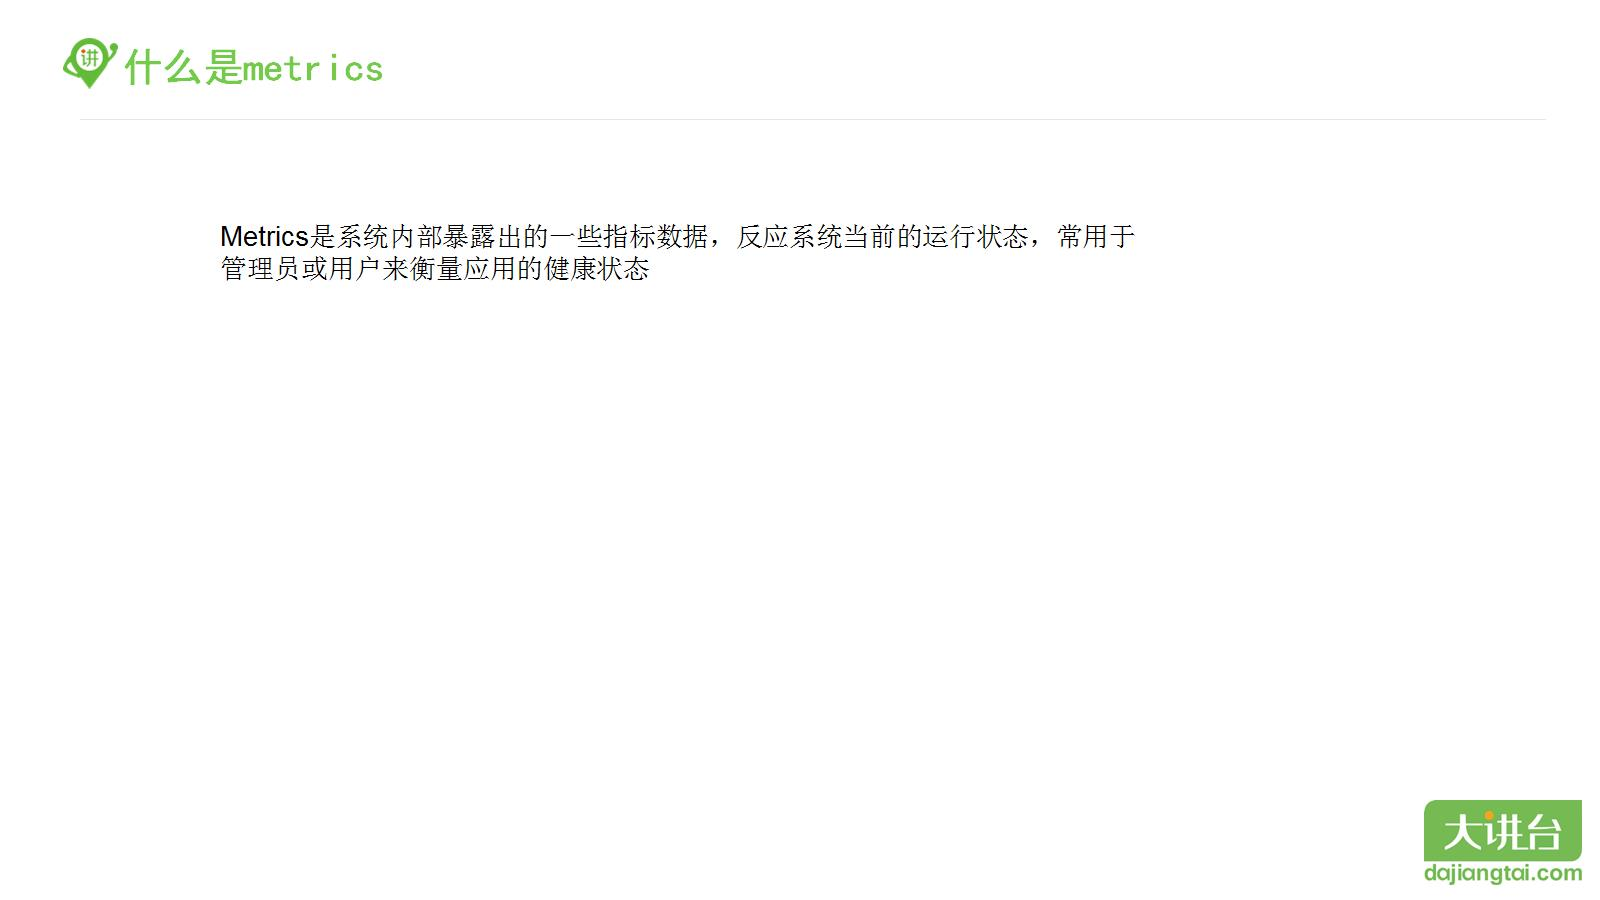 讲
什么是metrics
Metrics是系统内部暴露出的一些指标数据，反应系统当前的运行状态，常用于
管理员或用户来衡量应用的健康状态
大讲台
dajiangtai.com